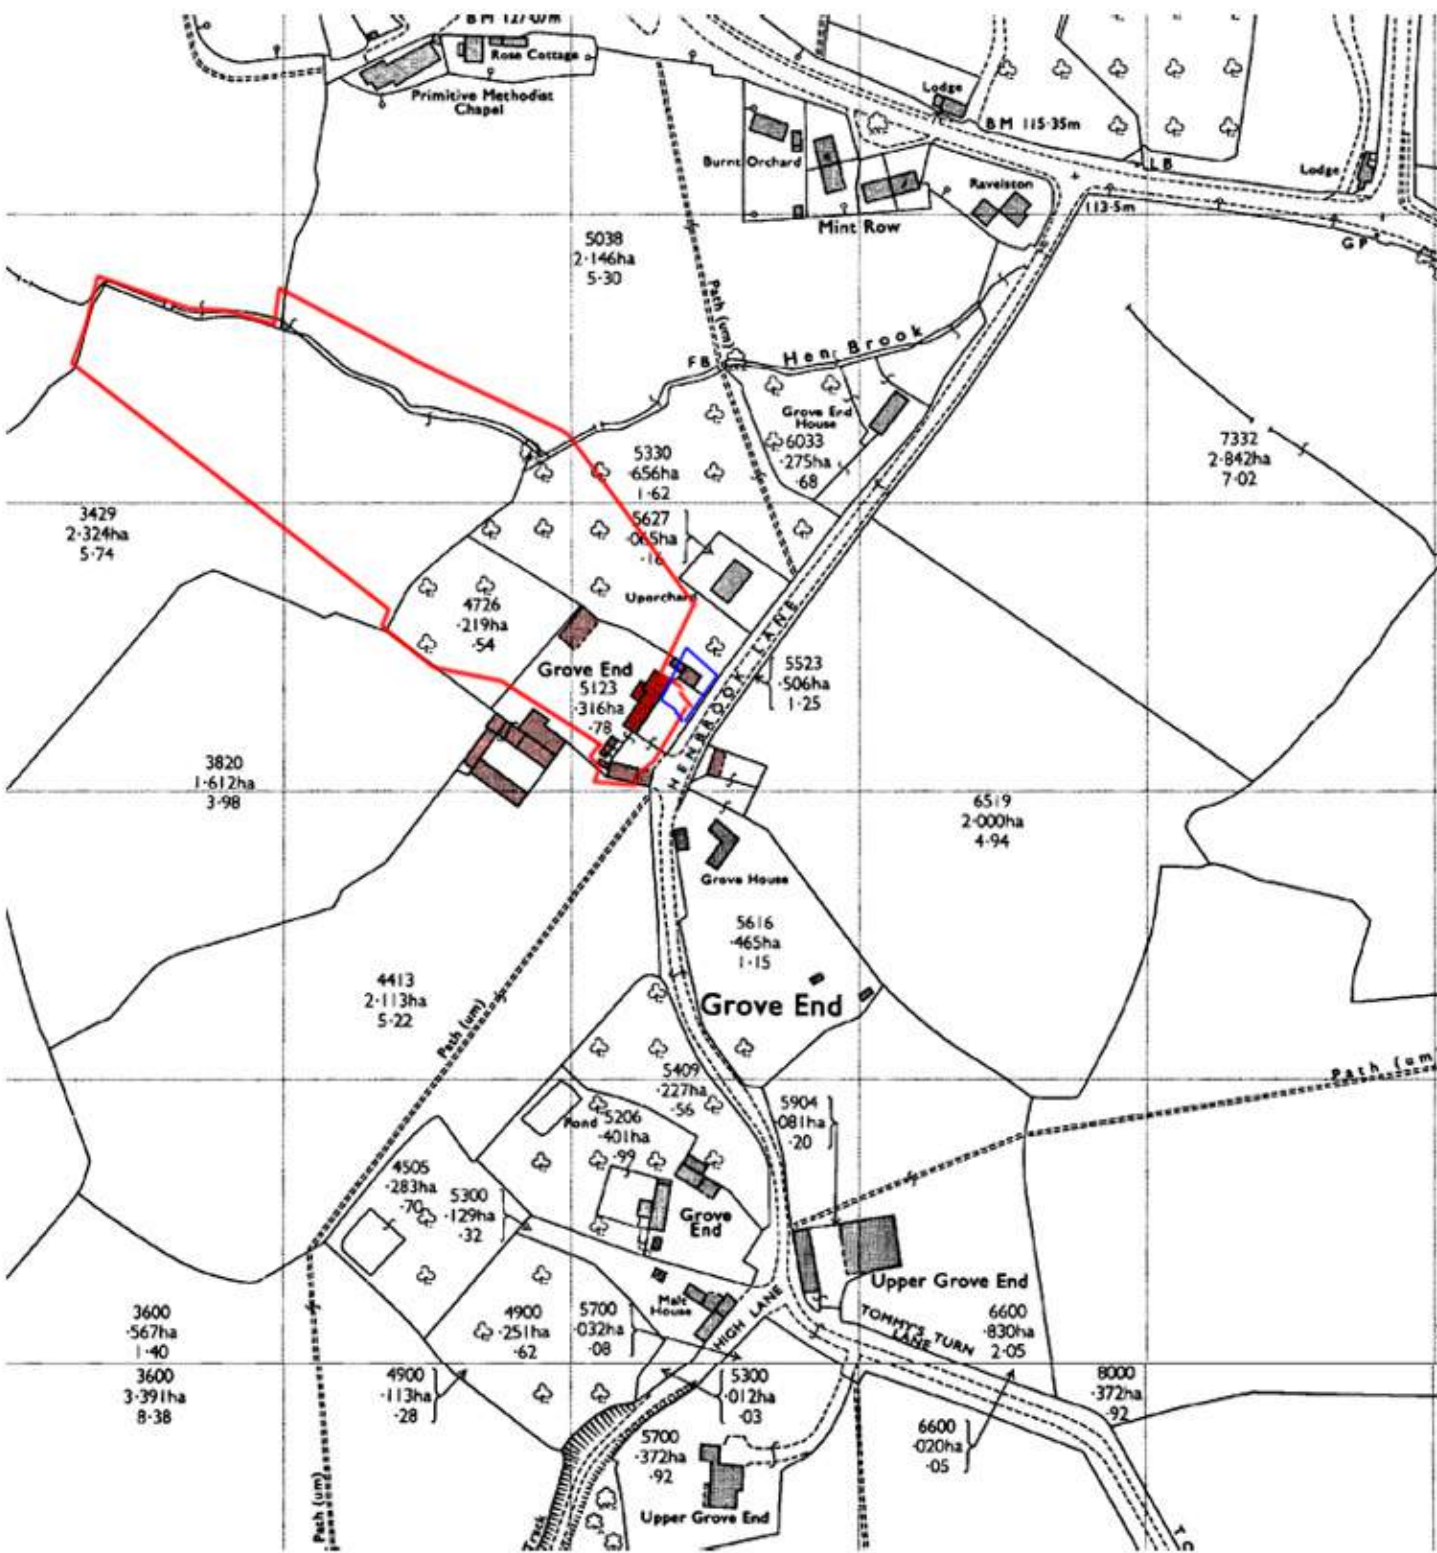 BM 127·07m
Rose Cottage
Primitive Methodist
Chapel
Lodge
BM 115·35m
LB
Lodge
Burnt Orchard
Ravelston
113·5m
GP
Mint Row
5038
2·146ha
5·30
Path (um)
Hen Brook
FB
Grove End
House
6033
·275ha
·68
7332
2·842ha
7·02
5330
·656ha
1·62
3429
2·324ha
5·74
5627
·065ha
·16
Uporchard
4726
·219ha
·54
HENBROOK LANE
Grove End
5123
·316ha
·78
5523
·506ha
1·25
3820
1·612ha
3·98
6519
2·000ha
4·94
Grove House
5616
·465ha
1·15
4413
2·113ha
5·22
Grove End
Path (um)
Path (um
5409
·227ha
·56
5904
·081ha
·20
Pond
5206
·401ha
·99
4505
·283ha
·70
5300
·129ha
·32
Grove
End
Upper Grove End
Malt
House
HIGH LANE
TOMMY'S TURN
LANE
3600
·567ha
1·40
4900
·251ha
·62
5700
·032ha
·08
6600
·830ha
2·05
3600
3·391ha
8·38
4900
·113ha
·28
5300
·012ha
·03
8000
·372ha
·92
6600
·020ha
·05
5700
·372ha
·92
Path (um)
Track
Upper Grove End
TO